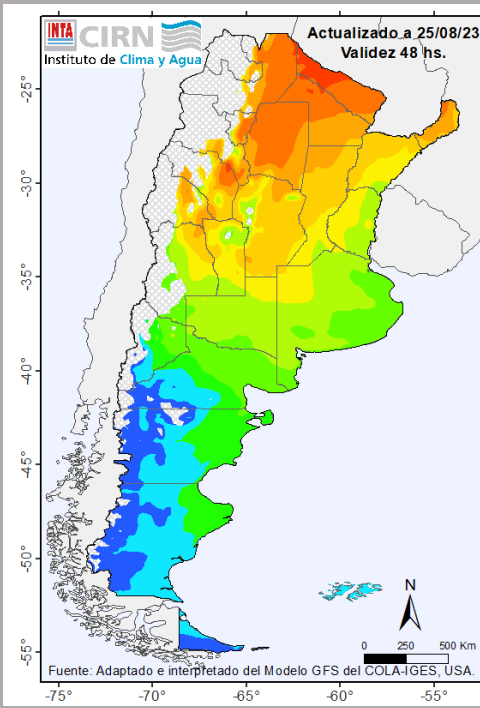 INTA CIRN
Instituto de Clima y Agua
Actualizado a 25/08/23
Validez 48 hs.
-25°
-30°
-35°
-40°
-45°
-50°
-55°
N
0 250 500 Km
Fuente: Adaptado e interpretado del Modelo GFS del COLA-IGES, USA.
-75° -70° -65° -60° -55°